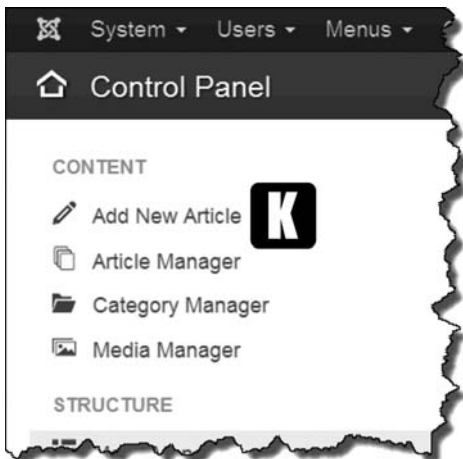 System Users Menus
Control Panel
CONTENT
Add New Article K
Article Manager
Category Manager
Media Manager
STRUCTURE